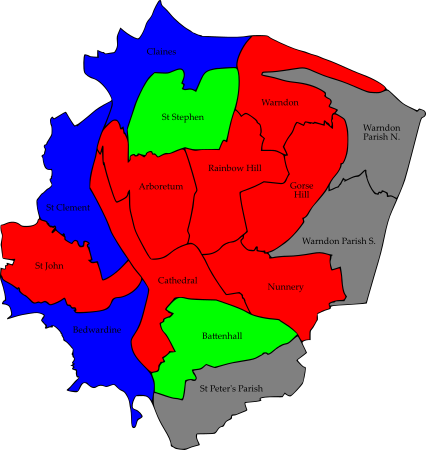 Claines
St Stephen
Warndon
Warndon
Parish N.
Rainbow Hill
Arboretum
Gorse
Hill
St Clement
Warndon Parish S.
St John
Cathedral
Nunnery
Bedwardine
Battenhall
St Peter's Parish